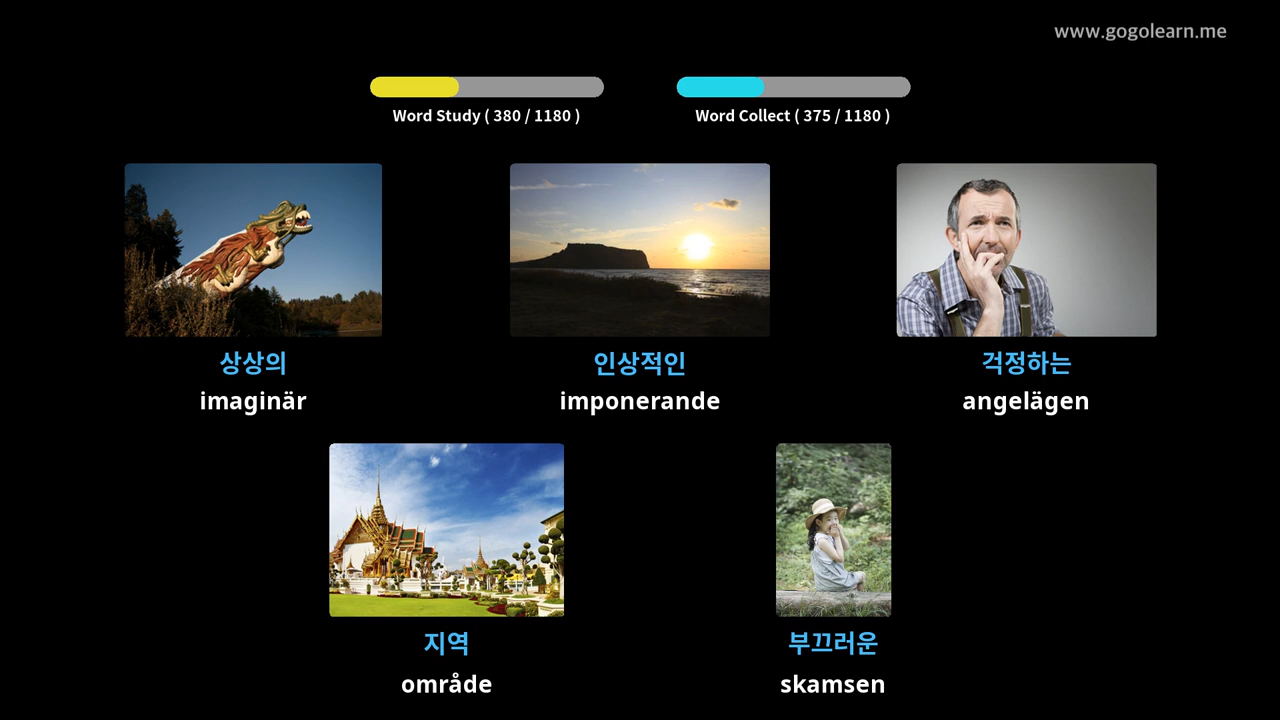 www.gogolearn.me
Word Study ( 380 / 1180 )
Word Collect ( 375 / 1180 )
상상의
imaginär
인상적인
imponerande
걱정하는
angelägen
지역
område
부끄러운
skamsen